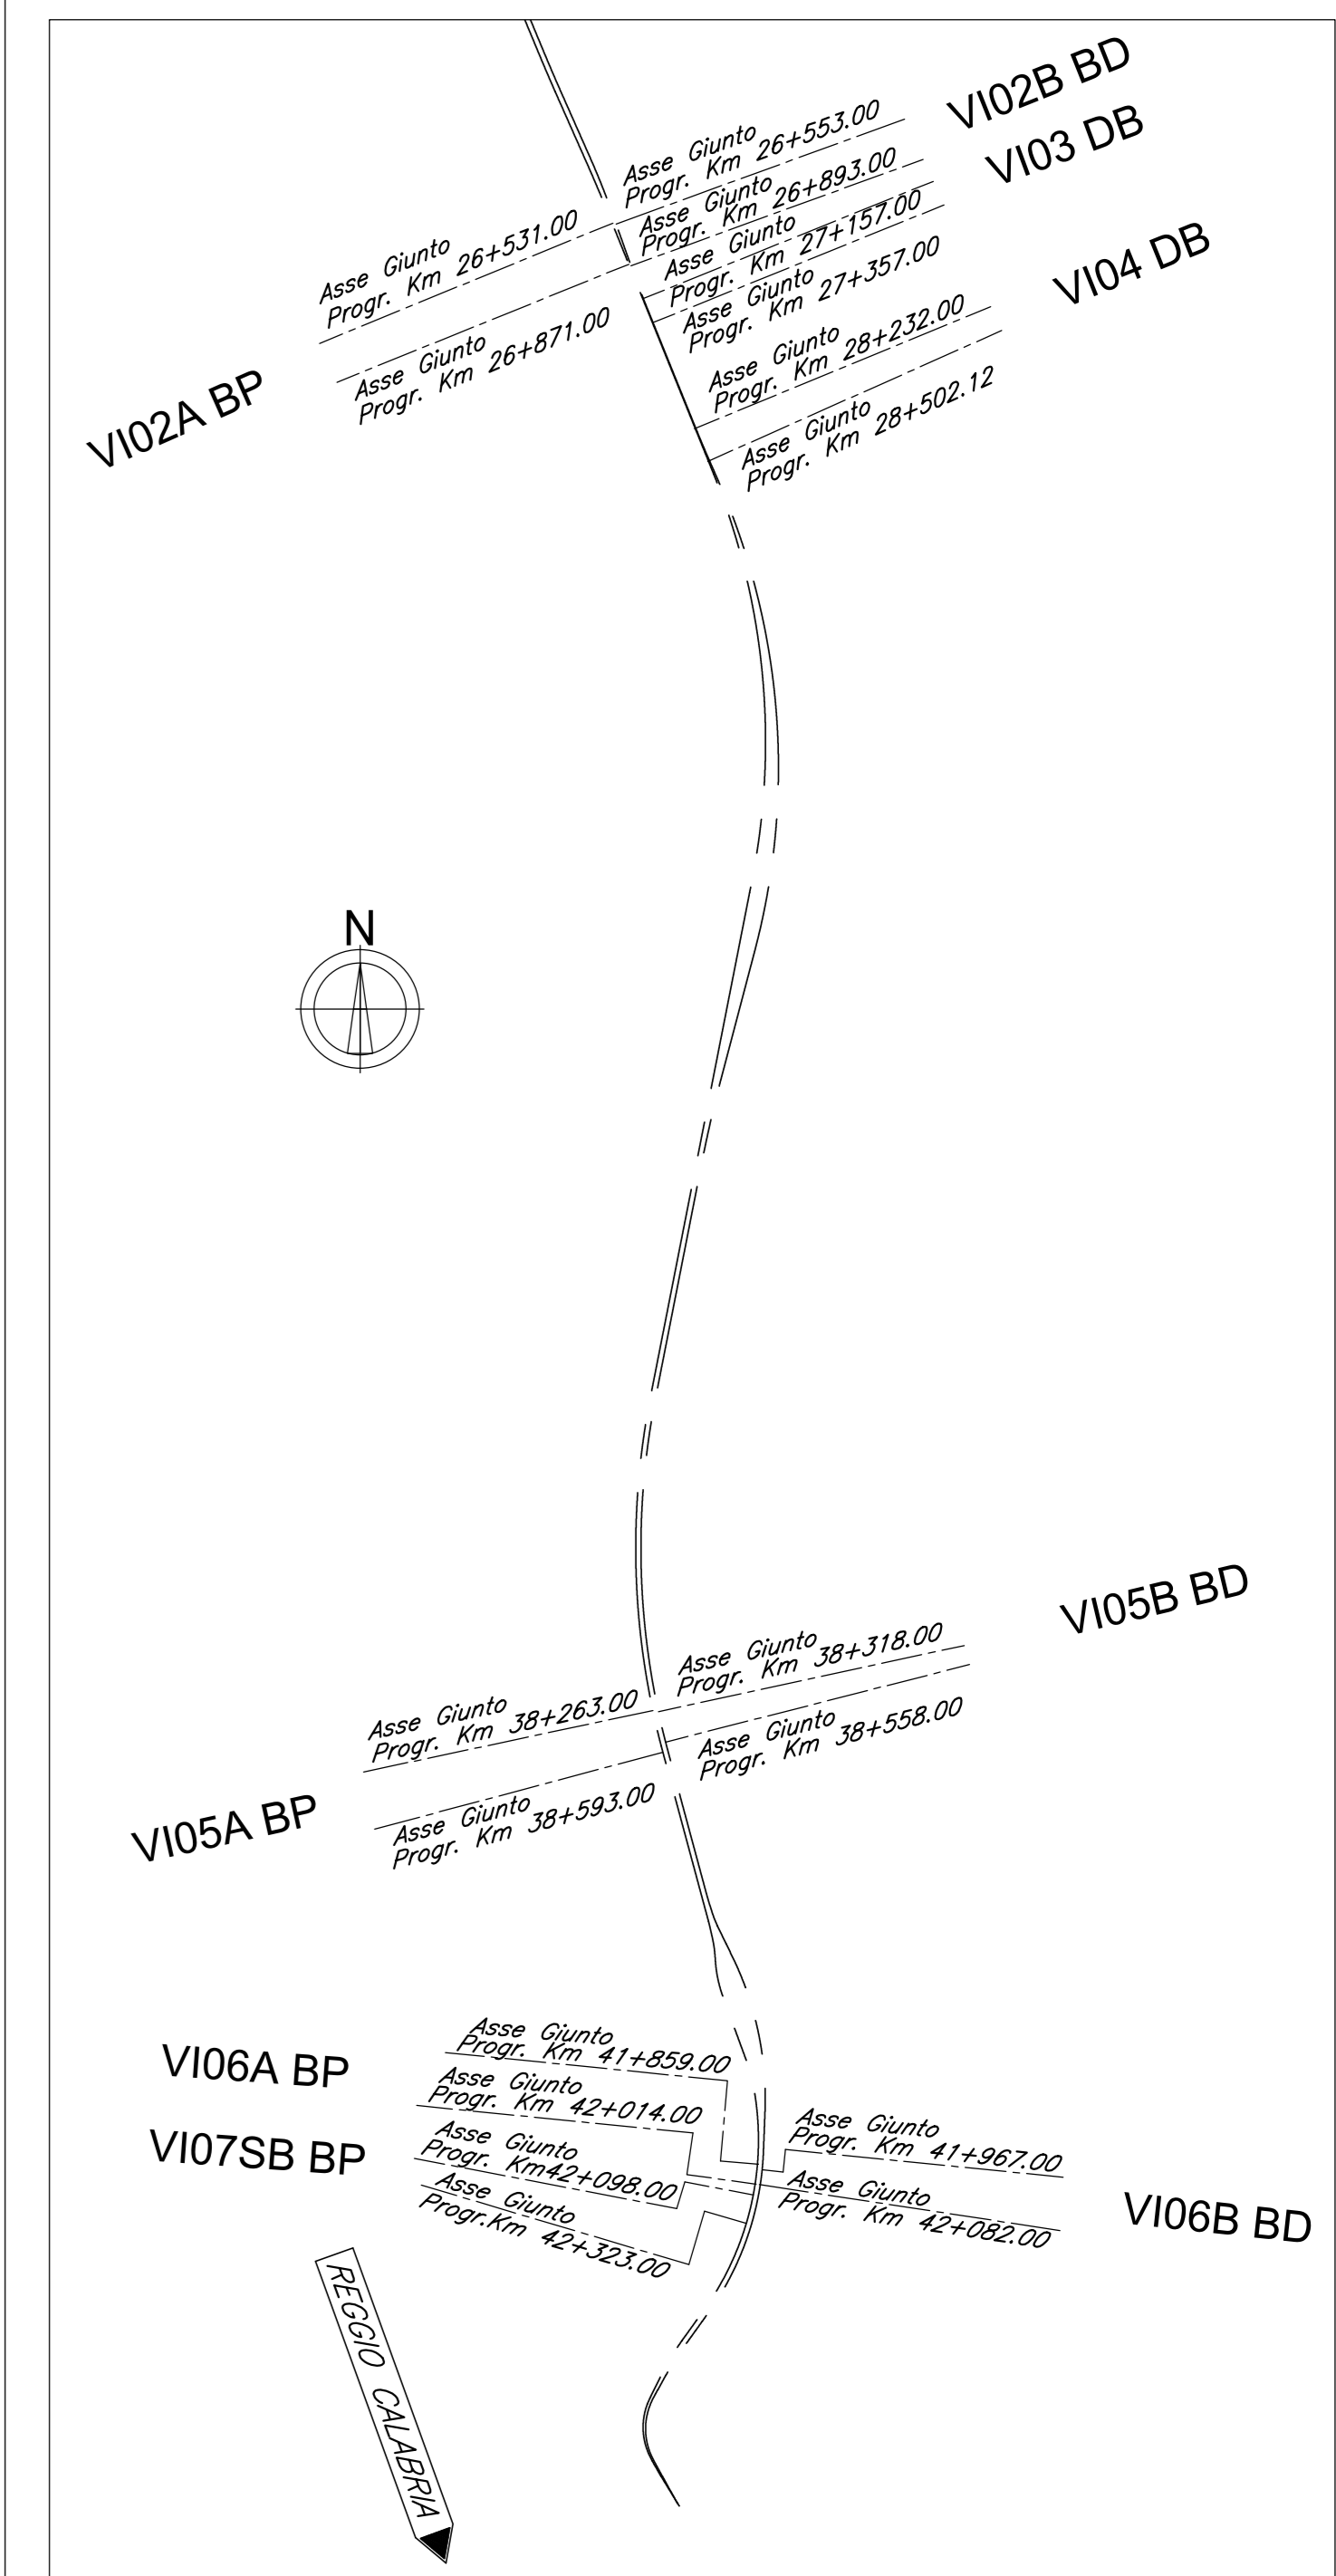 VI02B BD
Asse Giunto
Progr. Km 26+553.00
VI03 DB
Asse Giunto
Progr. Km 26+893.00
Asse Giunto
Progr. Km 26+531.00
Asse Giunto
Progr. Km 27+157.00
VI04 DB
Asse Giunto
Progr. Km 27+357.00
Asse Giunto
Progr. Km 26+871.00
VI02A BP
Asse Giunto
Progr. Km 28+232.00
Asse Giunto
Progr. Km 28+502.12
N
VI05B BD
Asse Giunto
Progr. Km 38+318.00
Asse Giunto
Progr. Km 38+263.00
Asse Giunto
Progr. Km 38+558.00
Asse Giunto
Progr. Km 38+593.00
VI05A BP
Asse Giunto
Progr. Km 41+859.00
VI06A BP
Asse Giunto
Progr. Km 42+014.00
Asse Giunto
Progr. Km42+098.00
VI07SB BP
Asse Giunto
Progr. Km 41+967.00
Asse Giunto
Progr.Km 42+323.00
Asse Giunto
Progr. Km 42+082.00
VI06B BD
REGGIO CALABRIA